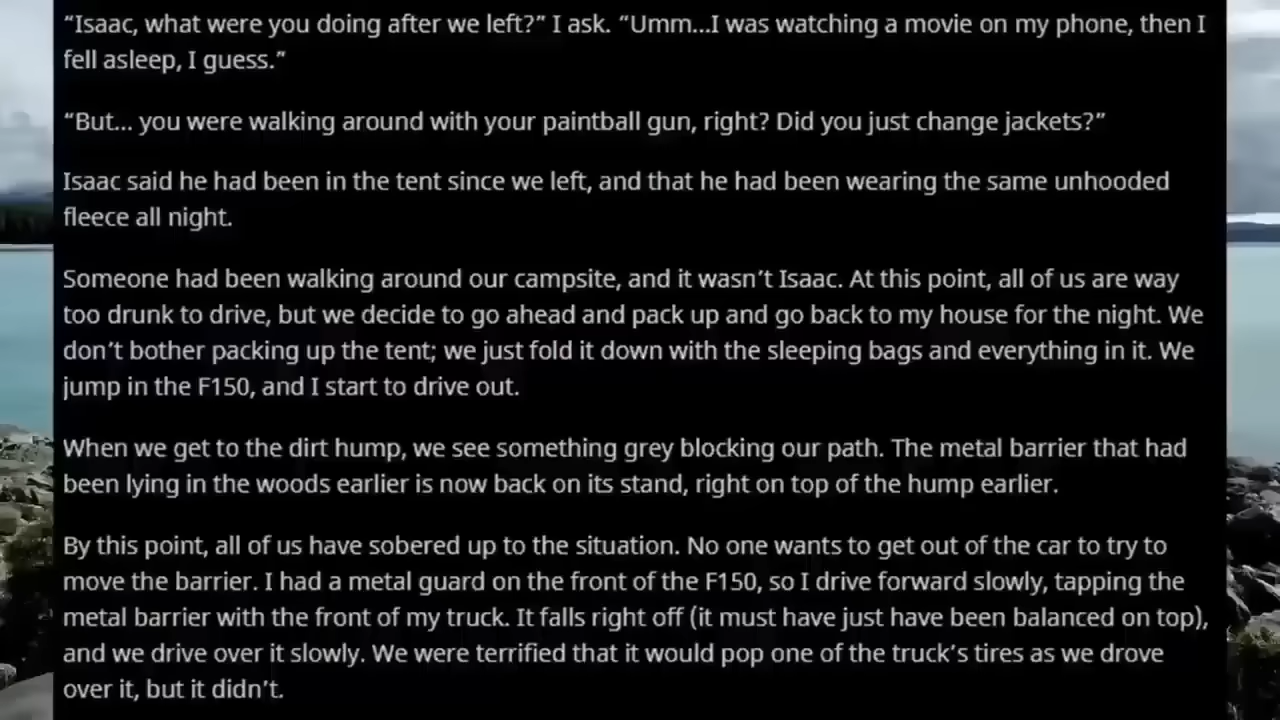 “Isaac, what were you doing after we left?” I ask. “Umm...I was watching a movie on my phone, then I
fell asleep, I guess.”
“But... you were walking around with your paintball gun, right? Did you just change jackets?”
Isaac said he had been in the tent since we left, and that he had been wearing the same unhooded
fleece all night.
Someone had been walking around our campsite, and it wasn’t Isaac. At this point, all of us are way
too drunk to drive, but we decide to go ahead and pack up and go back to my house for the night. We
don’t bother packing up the tent; we just fold it down with the sleeping bags and everything in it. We
jump in the F150, and I start to drive out.
When we get to the dirt hump, we see something grey blocking our path. The metal barrier that had
been lying in the woods earlier is now back on its stand, right on top of the hump earlier.
By this point, all of us have sobered up to the situation. No one wants to get out of the car to try to
move the barrier. I had a metal guard on the front of the F150, so I drive forward slowly, tapping the
metal barrier with the front of my truck. It falls right off (it must have just have been balanced on top),
and we drive over it slowly. We were terrified that it would pop one of the truck’s tires as we drove
over it, but it didn’t.